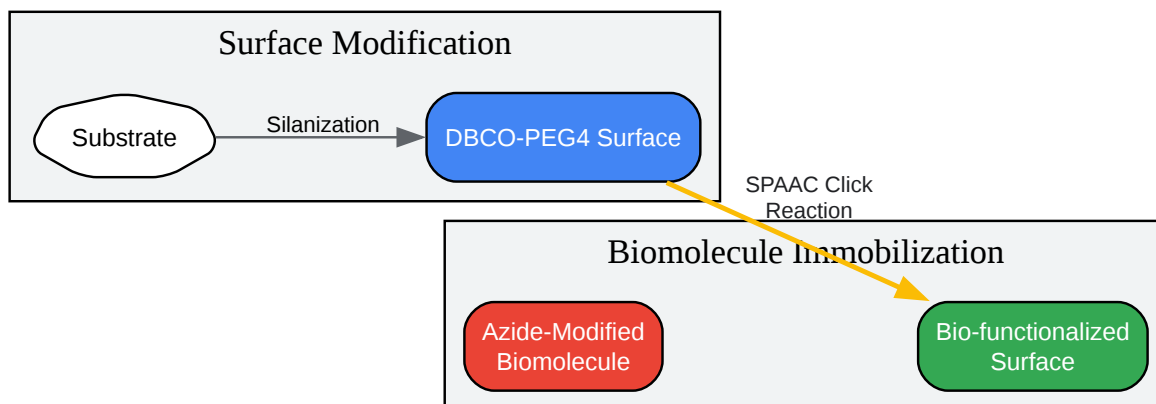 Surface Modification
Substrate
Silanization
DBCO-PEG4 Surface
SPAAC Click
Reaction
Biomolecule Immobilization
Azide-Modified
Biomolecule
Bio-functionalized
Surface